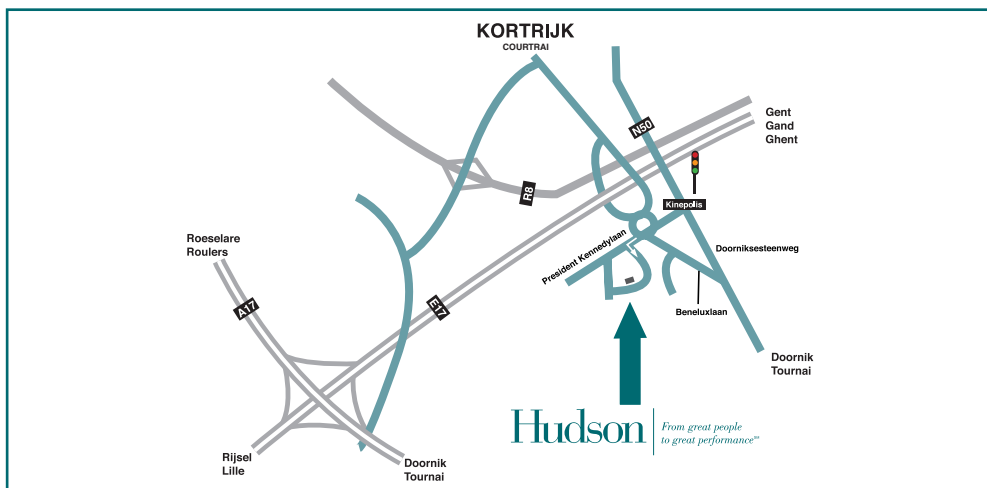 KORTRIJK
COURTRAI
Gent
Gand
Ghent
N50
R8
Kinepolis
Roeselare
Roulers
Doorniksesteenweg
President Kennedylaan
A17
E17
Beneluxlaan
Doornik
Tournai
Hudson
From great people
to great performance℠
Rijsel
Lille
Doornik
Tournai